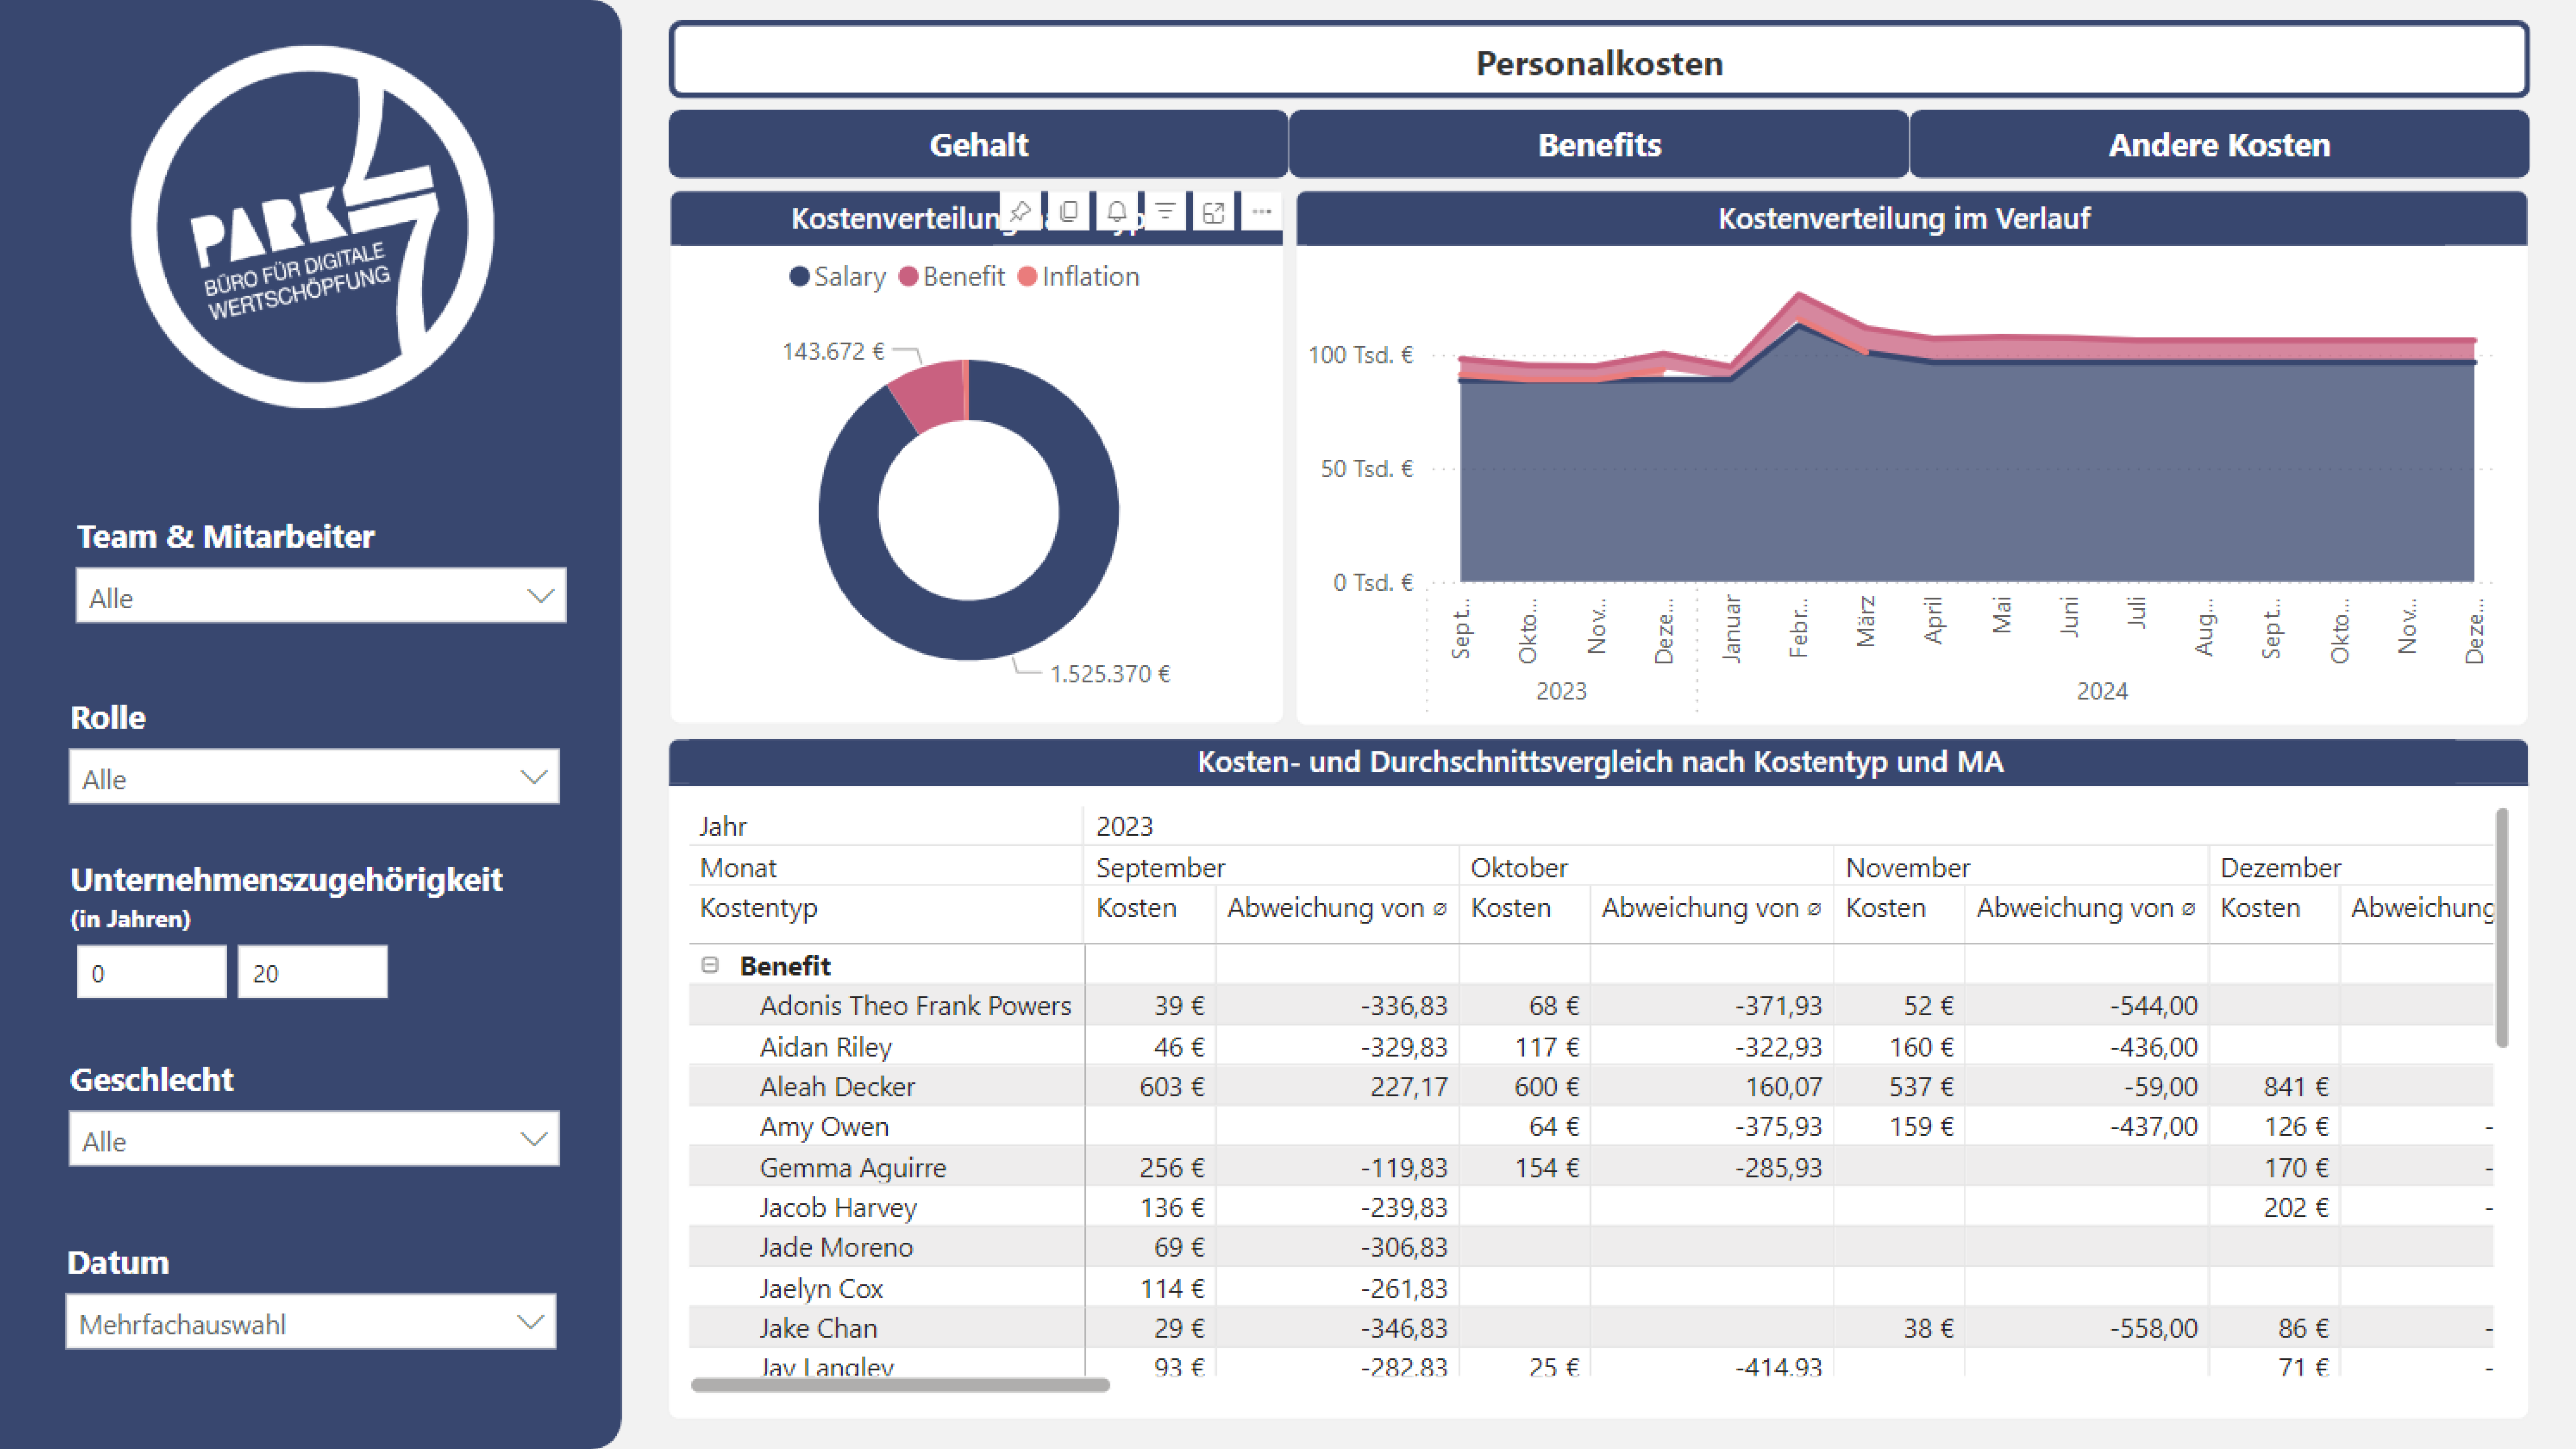 PARK
BÜRO FÜR DIGITALE
WERTSCHÖPFUNG
Team & Mitarbeiter
Alle
Rolle
Alle
Unternehmenszugehörigkeit
(in Jahren)
0 20
Geschlecht
Alle
Datum
Mehrfachauswahl
Personalkosten
Gehalt Benefits Andere Kosten
Salary Benefit Inflation
143.672 €
1.525.370 €
Kostenverteilung im Verlauf
100 Tsd. €
50 Tsd. €
0 Tsd. €
Sept... Okto... Nov... Deze... Januar Febr... März April Mai Juni Juli Aug... Sept... Okto... Nov... Deze...
2023 2024
Kosten- und Durchschnittsvergleich nach Kostentyp und MA
Jahr 2023
Monat September Oktober November Dezember
Kostentyp Kosten Abweichung von ⌀ Kosten Abweichung von ⌀ Kosten Abweichung von ⌀ Kosten Abweichung
Benefit
Adonis Theo Frank Powers 39 € -336,83 68 € -371,93 52 € -544,00
Aidan Riley 46 € -329,83 117 € -322,93 160 € -436,00
Aleah Decker 603 € 227,17 600 € 160,07 537 € -59,00 841 €
Amy Owen 64 € -375,93 159 € -437,00 126 € -
Gemma Aguirre 256 € -119,83 154 € -285,93 170 € -
Jacob Harvey 136 € -239,83 202 € -
Jade Moreno 69 € -306,83
Jaelyn Cox 114 € -261,83
Jake Chan 29 € -346,83 38 € -558,00 86 € -
Jay Langley 93 € -282,83 25 € -414,93 71 € -